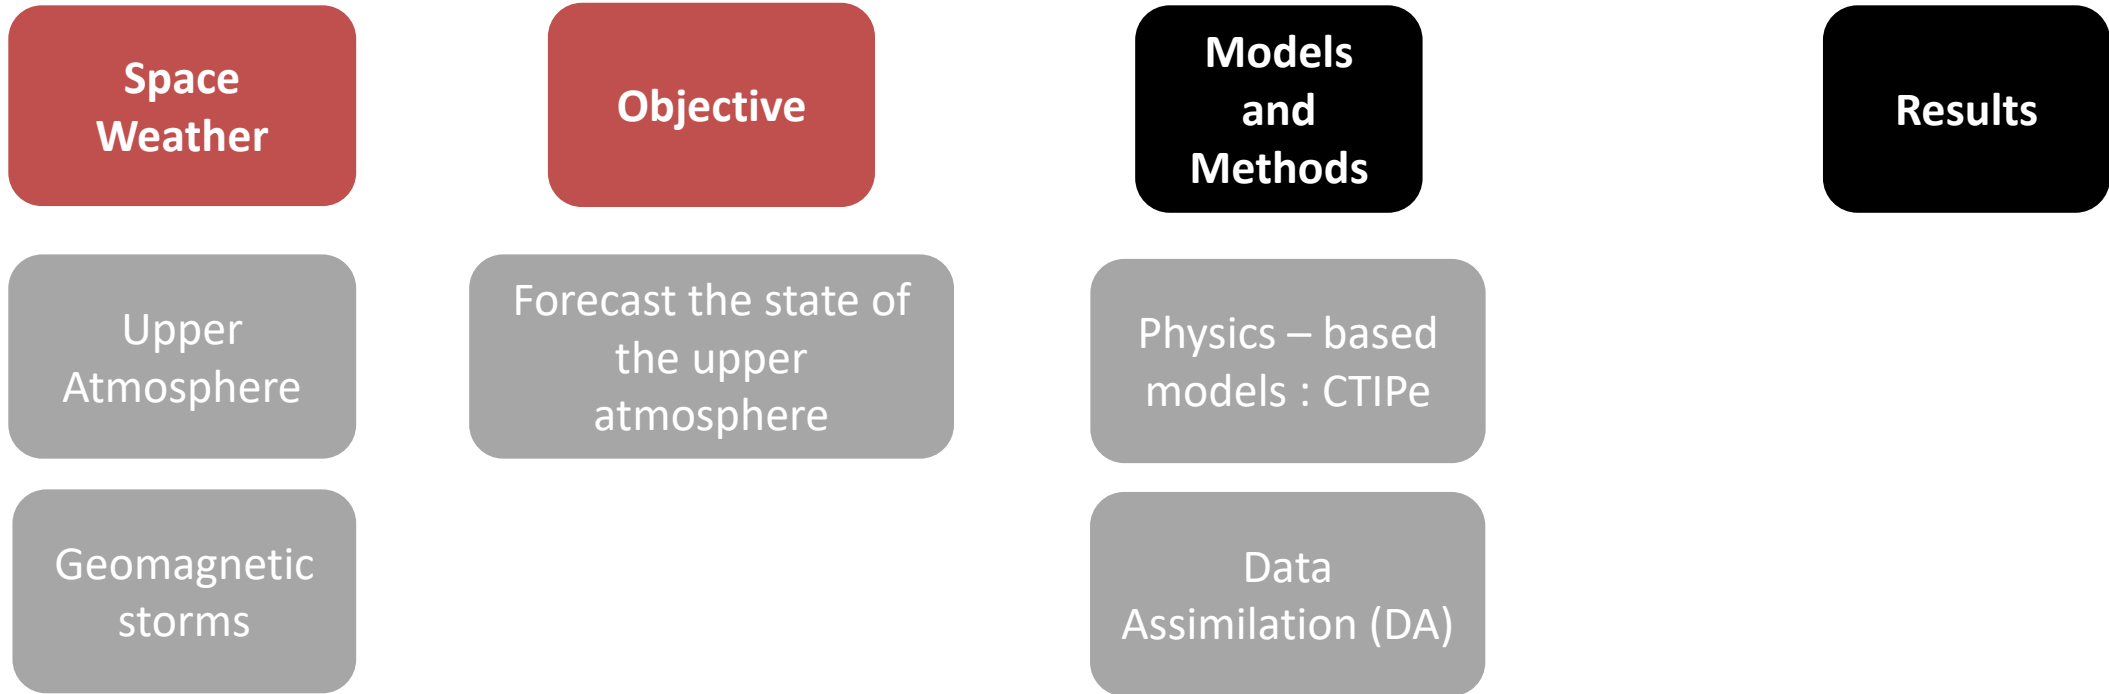 Space
Weather
Objective
Models
and
Methods
Results
Upper
Atmosphere
Forecast the state of
the upper
atmosphere
Physics – based
models : CTIPe
Geomagnetic
storms
Data
Assimilation (DA)